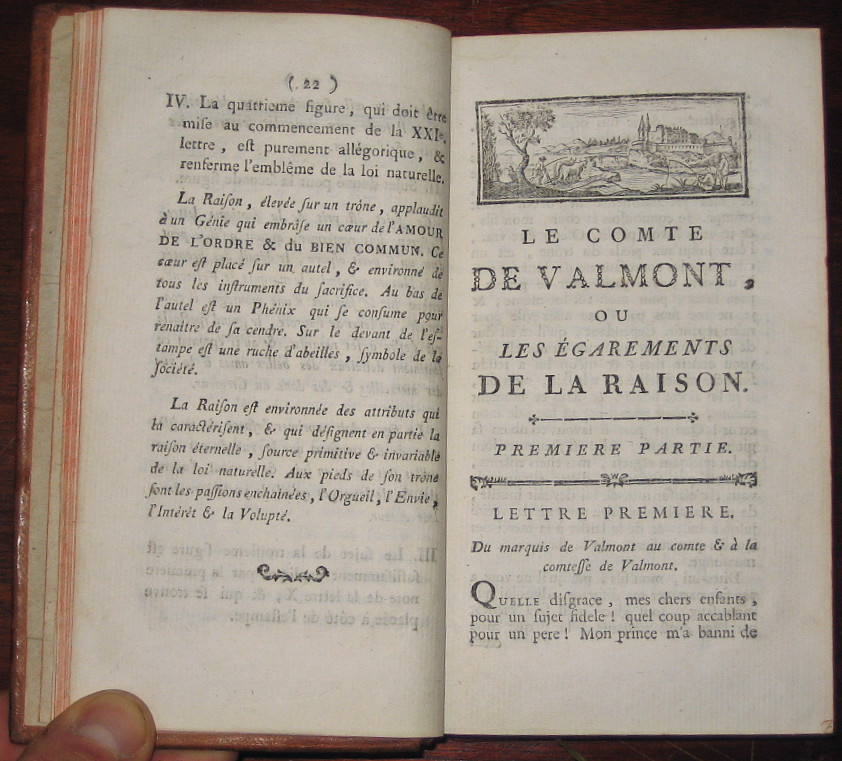 ( 22 )
IV. La quatrieme figure, qui doit être
miſe au commencement de la XXIe.
lettre, eſt purement allégorique, &
renferme l'emblême de la loi naturelle.
La Raiſon, élevée ſur un trône, applaudit
à un Génie qui embrâſe un cœur de l'AMOUR
DE L'ORDRE & du BIEN COMMUN. Ce
cœur eſt placé ſur un autel, & environné de
tous les inſtruments du ſacrifice. Au bas de
l'autel eſt un Phénix qui ſe conſume pour
renaître de ſa cendre. Sur le devant de l'eſ-
tampe eſt une ruche d'abeilles, ſymbole de la
ſociété.
La Raiſon eſt environnée des attributs qui
la caractériſent, & qui déſignent en partie la
raiſon éternelle, ſource primitive & invariable
de la loi naturelle. Aux pieds de ſon trône
ſont les paſſions enchainées, l'Orgueil, l'Envie,
l'Intérêt & la Volupté.
LE COMTE
DE VALMONT,
OU
LES ÉGAREMENTS
DE LA RAISON.
PREMIERE PARTIE.
LETTRE PREMIERE.
Du marquis de Valmont au comte & à la
comteſſe de Valmont.
QUELLE diſgrace, mes chers enfants,
pour un ſujet fidele! quel coup accablant
pour un pere! Mon prince m'a banni de